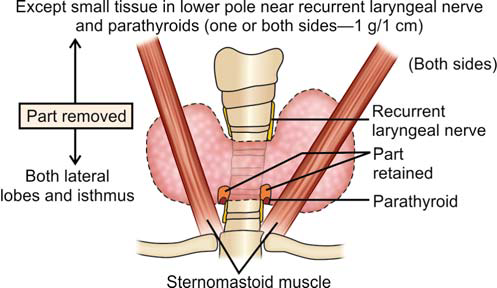 Except small tissue in lower pole near recurrent laryngeal nerve
and parathyroids (one or both sides—1 g/1 cm)
(Both sides)
Part removed
Both lateral
lobes and isthmus
Recurrent
laryngeal nerve
Part
retained
Parathyroid
Sternomastoid muscle